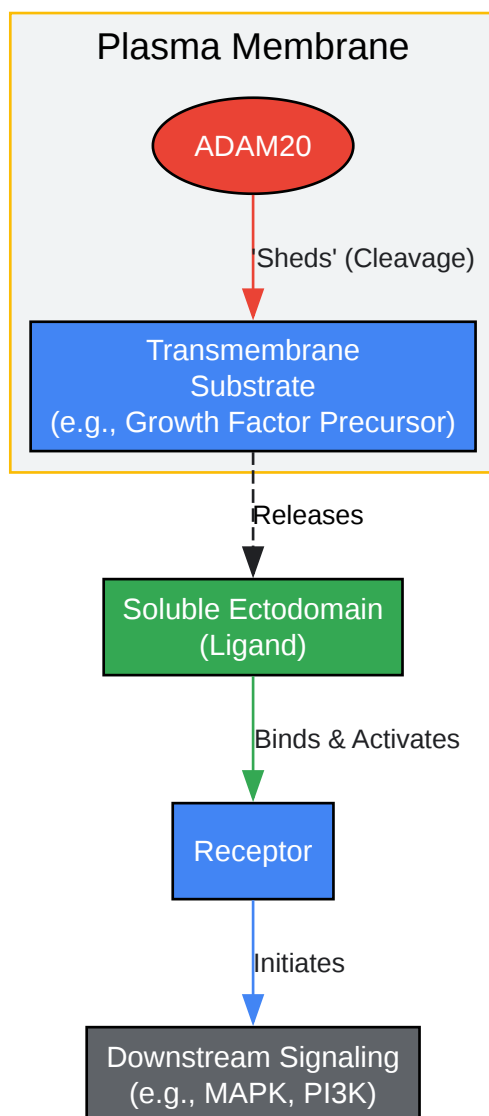 Plasma Membrane
ADAM20
'Sheds' (Cleavage)
Transmembrane
Substrate
(e.g., Growth Factor Precursor)
Releases
Soluble Ectodomain
(Ligand)
Binds & Activates
Receptor
Initiates
Downstream Signaling
(e.g., MAPK, PI3K)